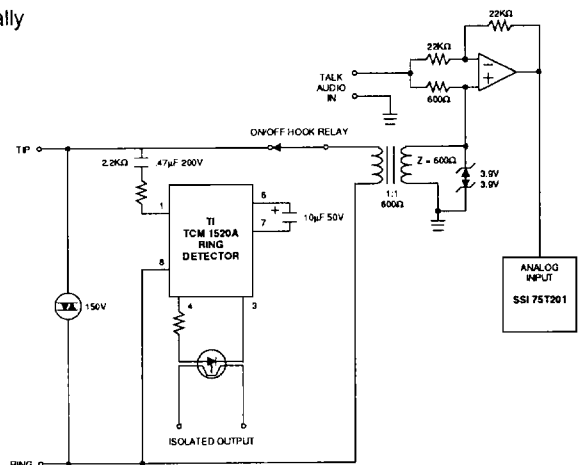 ally
22KΩ
22KΩ
600Ω
TALK
AUDIO
IN
ON/OFF HOOK RELAY
TIP
2.2KΩ
.47µF 200V
Z = 600Ω
3.9V
3.9V
1:1
600Ω
1
TI
TCM 1520A
RING
DETECTOR
6
7
+
10µF 50V
8
4
3
150V
ANALOG
INPUT
SSI 75T201
ISOLATED OUTPUT
RING
−
+